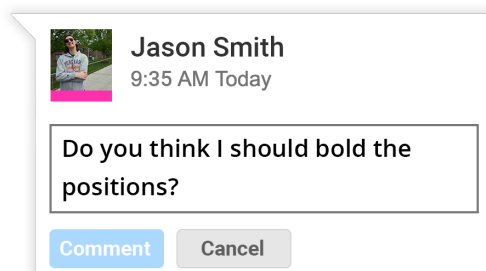 Jason Smith
9:35 AM Today
Do you think I should bold the
positions?
Comment
Cancel